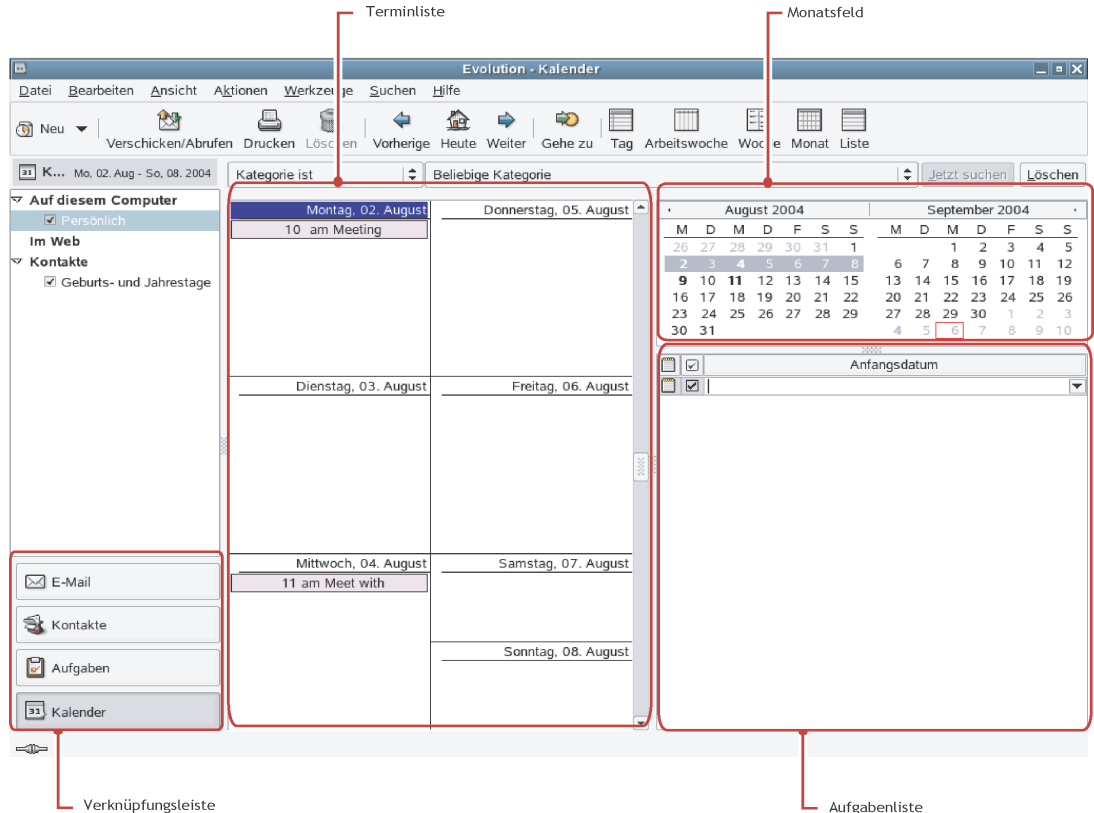 Terminliste
Monatsfeld
Evolution - Kalender
Datei Bearbeiten Ansicht Aktionen Werkzeuge Suchen Hilfe
Neu Verschicken/Abrufen Drucken Löschen Vorherige Heute Weiter Gehe zu Tag Arbeitswoche Woche Monat Liste
31 K... Mo, 02. Aug - So, 08. 2004 Kategorie ist Beliebige Kategorie Jetzt suchen Löschen
Auf diesem Computer
Persönlich
Im Web
Kontakte
Geburts- und Jahrestage
E-Mail
Kontakte
Aufgaben
31 Kalender
Montag, 02. August
10 am Meeting
Dienstag, 03. August
Mittwoch, 04. August
11 am Meet with
Donnerstag, 05. August
Freitag, 06. August
Samstag, 07. August
Sonntag, 08. August
August 2004
M D M D F S S
26 27 28 29 30 31 1
2 3 4 5 6 7 8
9 10 11 12 13 14 15
16 17 18 19 20 21 22
23 24 25 26 27 28 29
30 31
September 2004
M D M D F S S
1 2 3 4 5
6 7 8 9 10 11 12
13 14 15 16 17 18 19
20 21 22 23 24 25 26
27 28 29 30 1 2 3
4 5 6 7 8 9 10
Anfangsdatum
Verknüpfungsleiste
Aufgabenliste